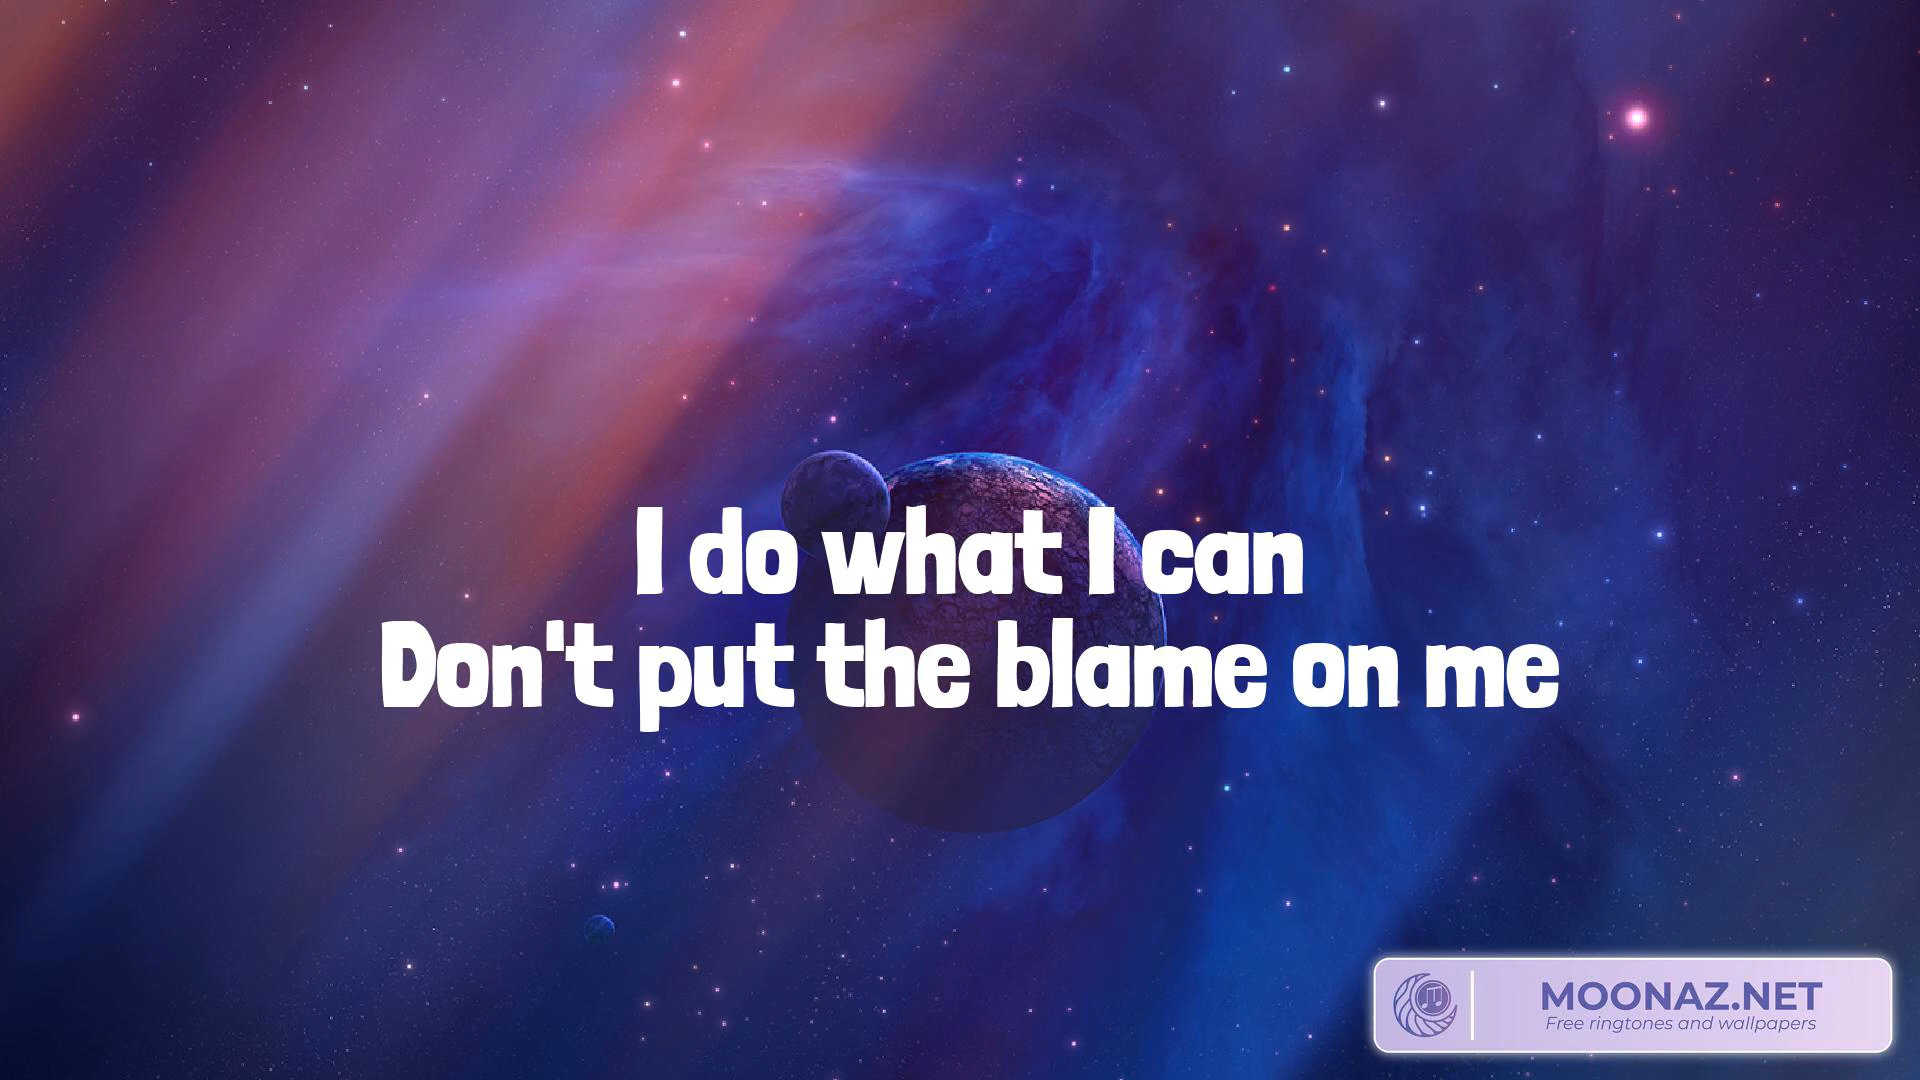 I do what I can
Don't put the blame on me
MOONAZ.NET
Free ringtones and wallpapers